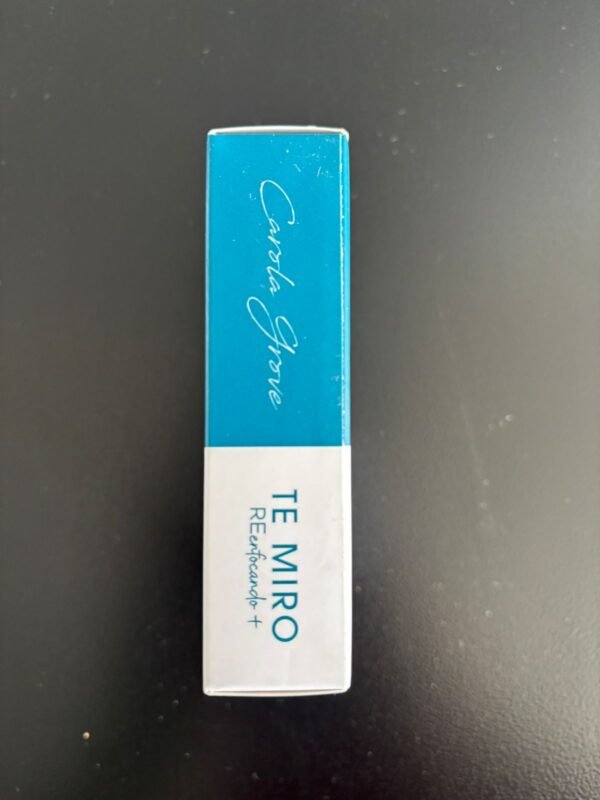 Carola Grove
TE MIRO
REenfocando +